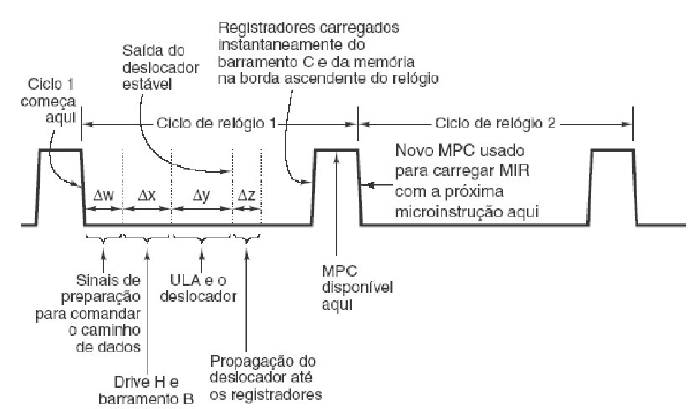 Registradores carregados
instantaneamente do
barramento C e da memória
na borda ascendente do relógio
Saída do
deslocador
estável
Ciclo 1
começa
aqui
Ciclo de relógio 1
Ciclo de relógio 2
Novo MPC usado
para carregar MIR
com a próxima
microinstrução aqui
Δw
Δx
Δy
Δz
Sinais de
preparação
para comandar
o caminho
de dados
ULA e o
deslocador
MPC
disponível
aqui
Drive H e
barramento B
Propagação do
deslocador até
os registradores